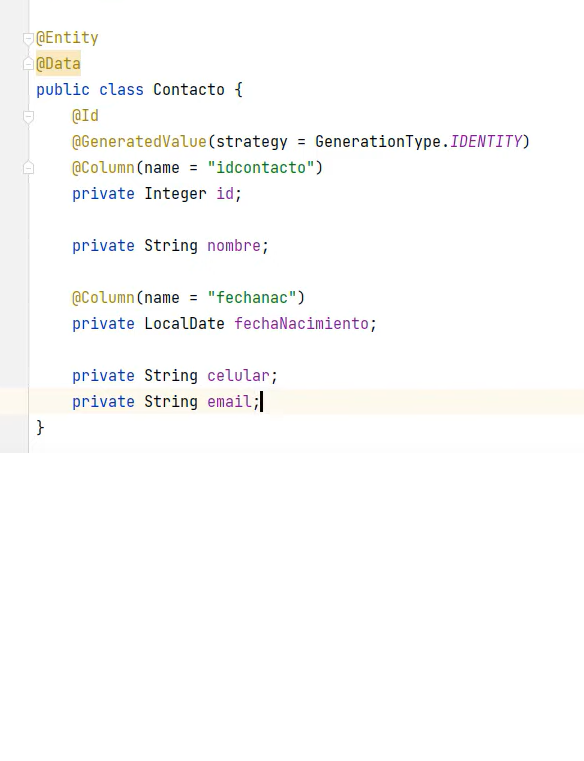 @Entity
@Data
public class Contacto {
    @Id
    @GeneratedValue(strategy = GenerationType.IDENTITY)
    @Column(name = "idcontacto")
    private Integer id;

    private String nombre;

    @Column(name = "fechanac")
    private LocalDate fechaNacimiento;

    private String celular;
    private String email;
}